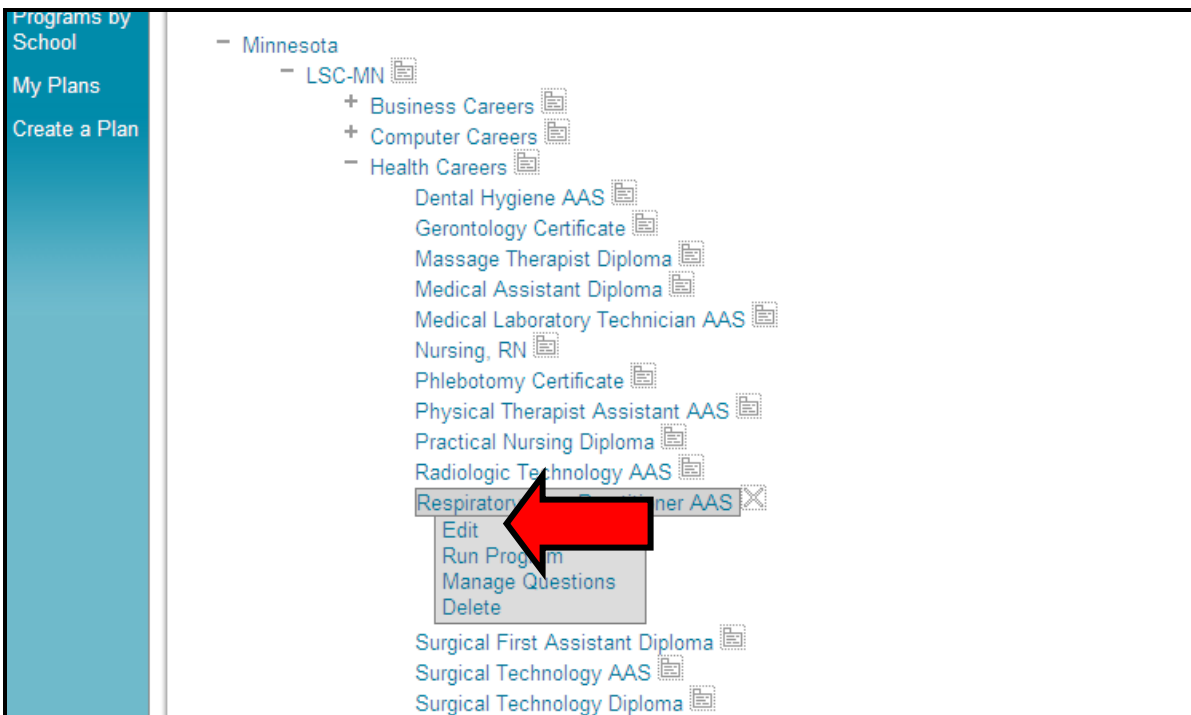 Programs by
School
My Plans
Create a Plan
Minnesota
LSC-MN
Business Careers
Computer Careers
Health Careers
Dental Hygiene AAS
Gerontology Certificate
Massage Therapist Diploma
Medical Assistant Diploma
Medical Laboratory Technician AAS
Nursing, RN
Phlebotomy Certificate
Physical Therapist Assistant AAS
Practical Nursing Diploma
Radiologic Technology AAS
Respiratory AAS
Edit
Run Program
Manage Questions
Delete
Surgical First Assistant Diploma
Surgical Technology AAS
Surgical Technology Diploma